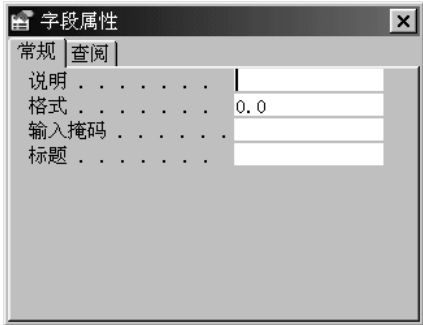 字段属性
常规 查阅
说明 . . . . . . .
格式 . . . . . . . 0.0
输入掩码 . . . . . .
标题 . . . . . . .